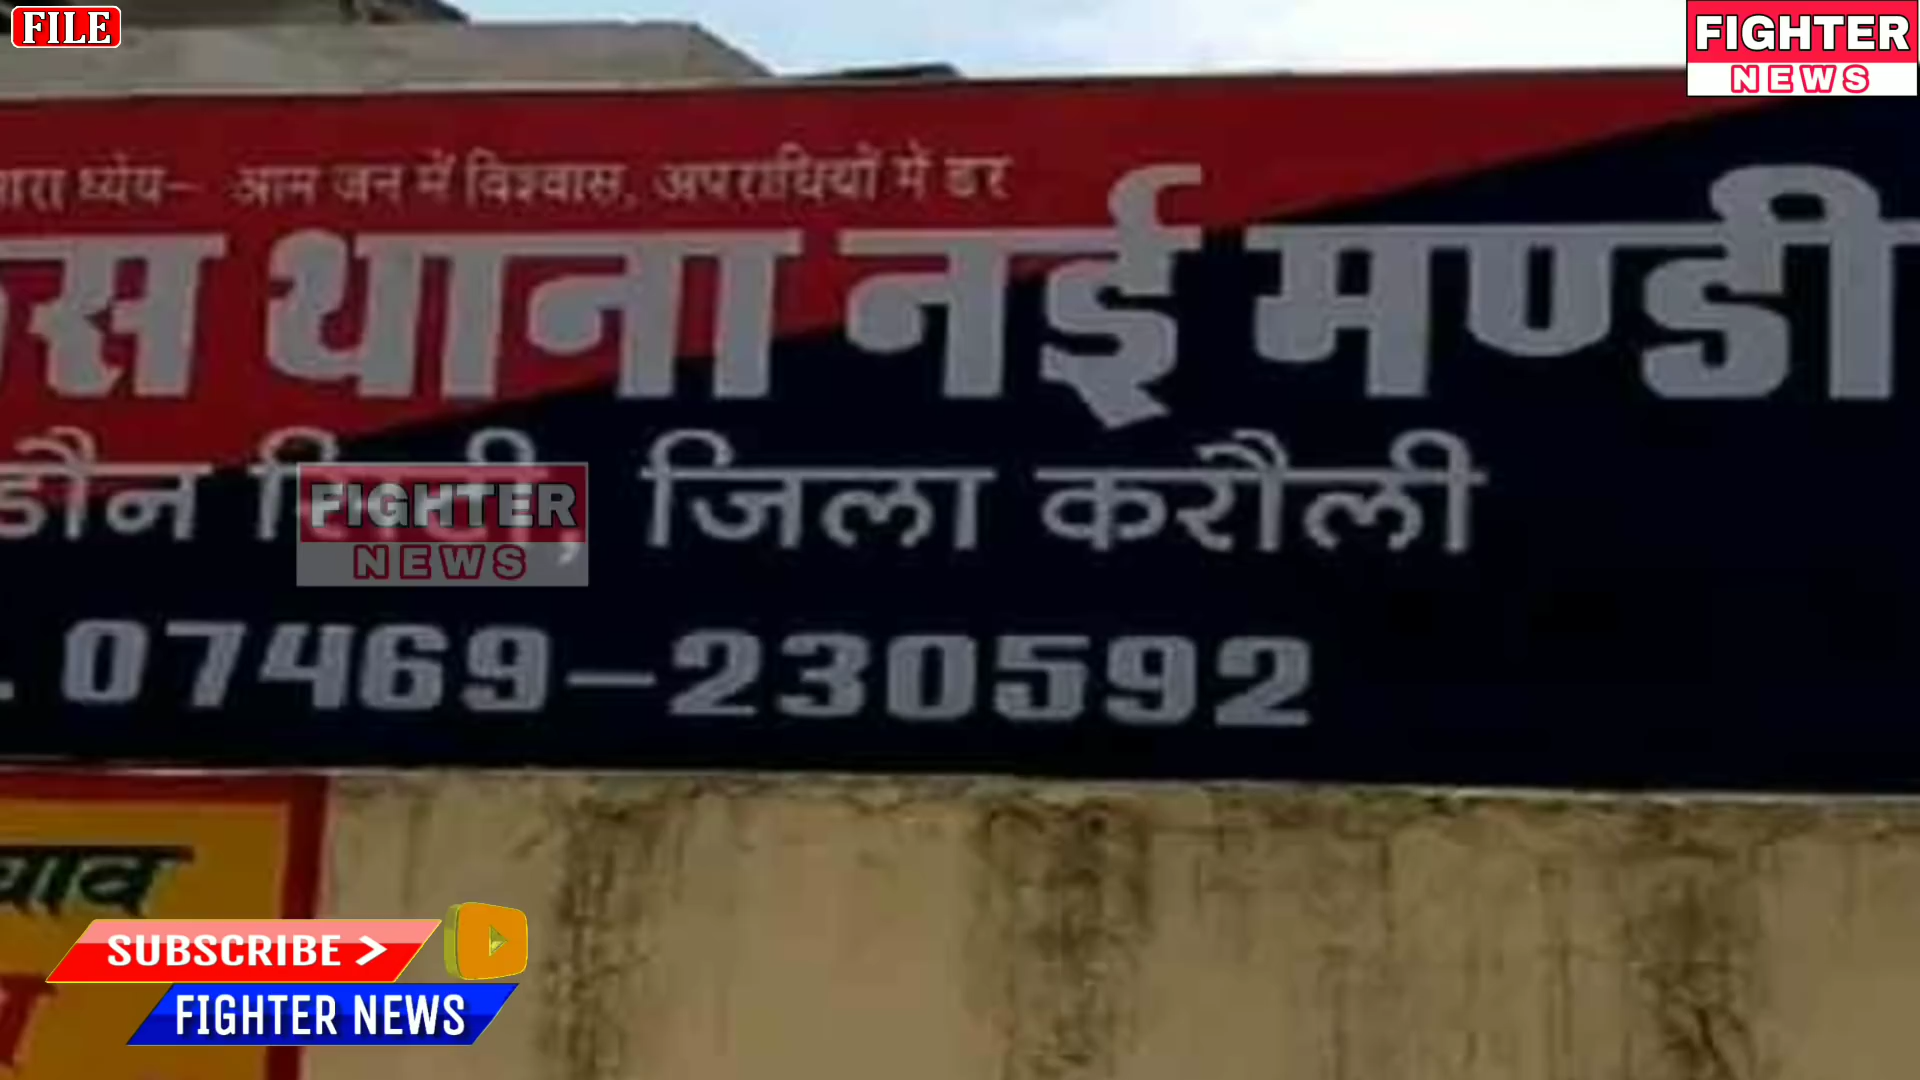 FILE
FIGHTER
NEWS
ध्येय- आम जन में विश्वास, अपराधियों में डर
थाना नई मण्डी
सिटी, जिला करौली
07469-230592
FIGHTER
NEWS
SUBSCRIBE >
FIGHTER NEWS